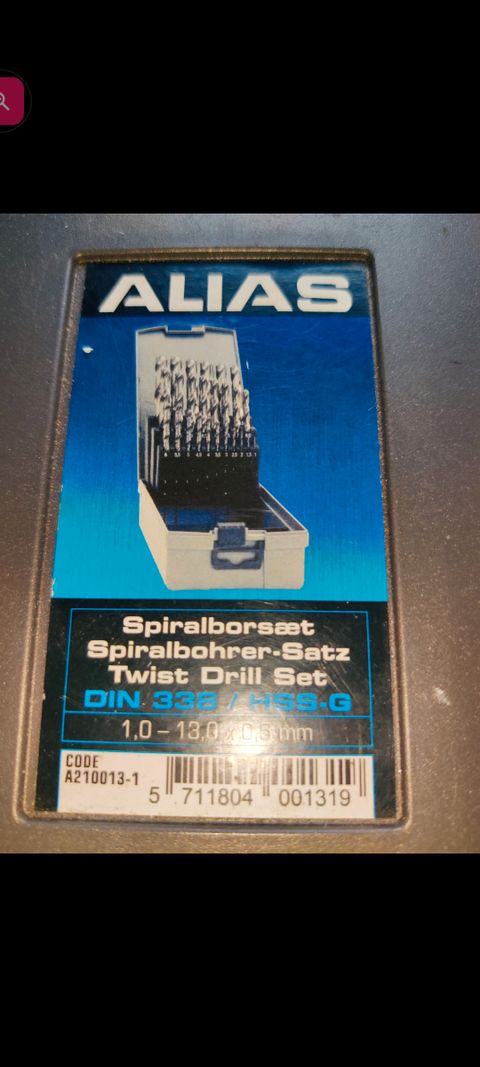 ALIAS
Spiralborsæt
Spiralbohrer-Satz
Twist Drill Set
DIN 338 / HSS-G
1,0 – 13,0 / 0,5 mm
CODE
A210013-1
5 711804 001319